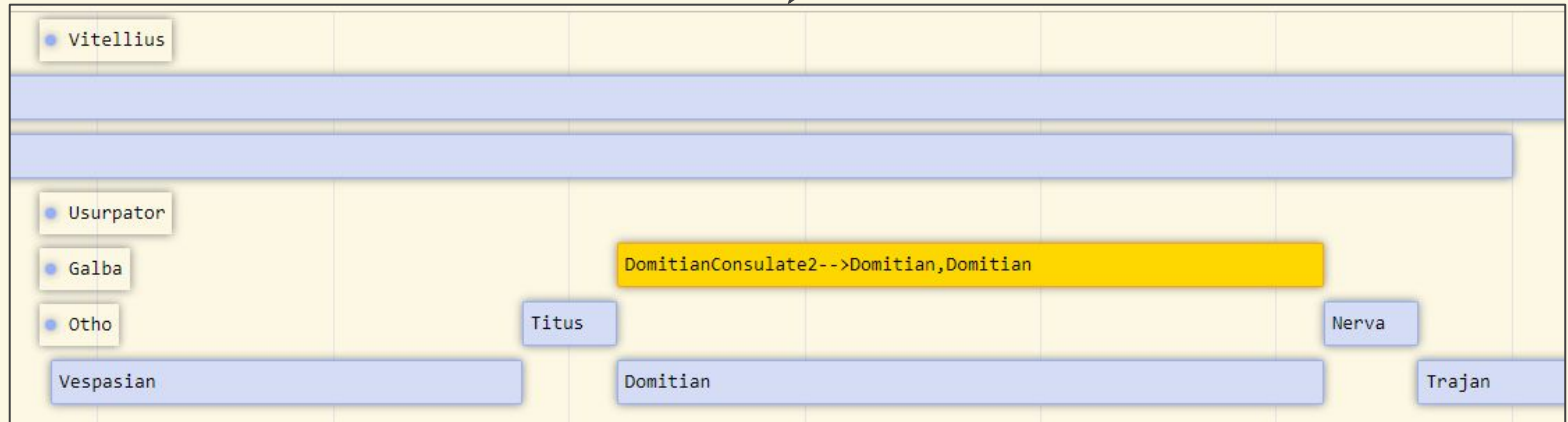 Vitellius
Usurpator
Galba
DomitianConsulate2-->Domitian,Domitian
Otho
Titus
Nerva
Vespasian
Domitian
Trajan